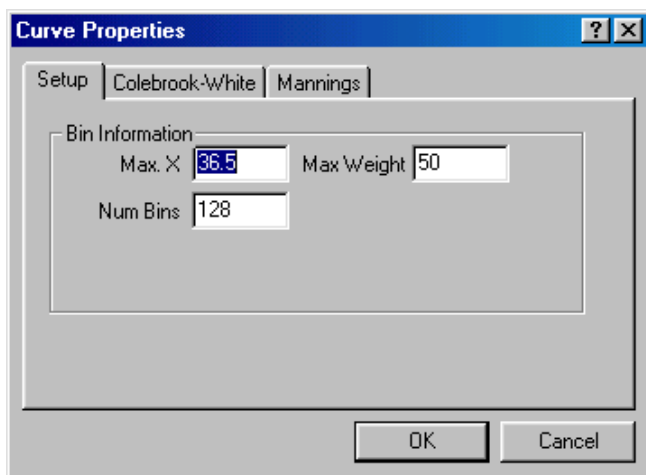 Curve Properties
Setup Colebrook-White Mannings
Bin Information
Max. X 36.5 Max Weight 50
Num Bins 128
OK Cancel